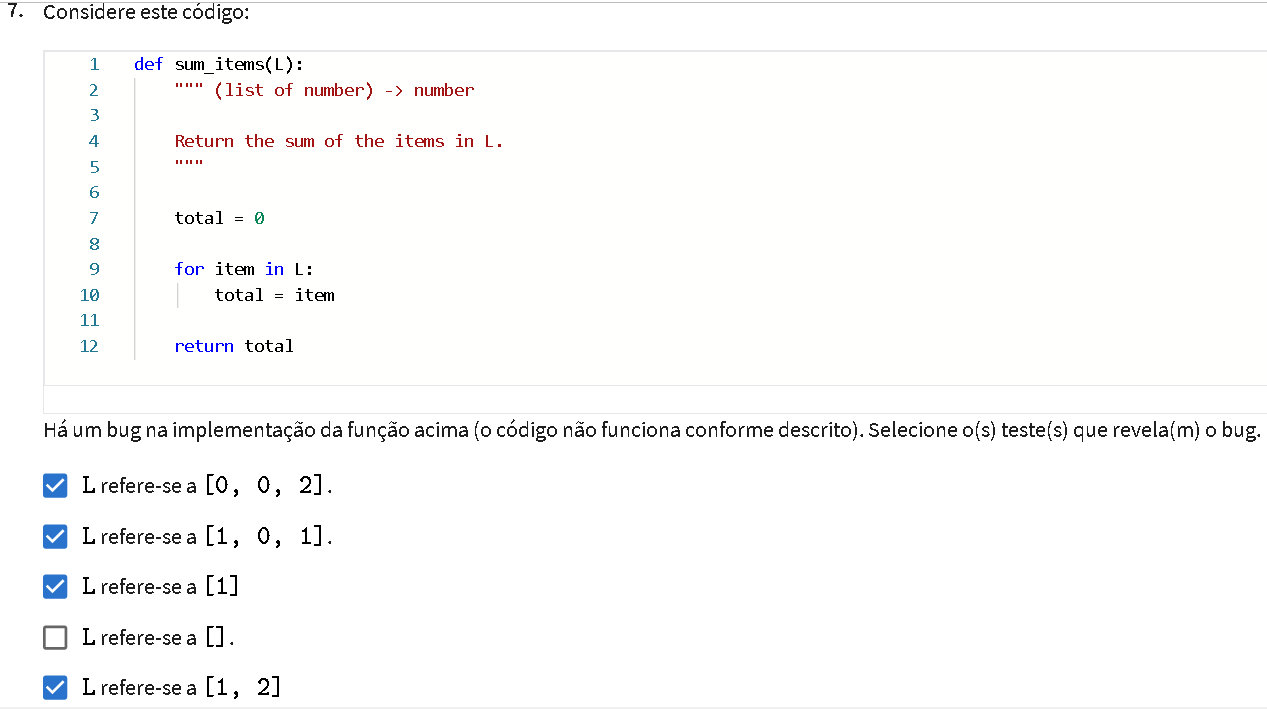 7. Considere este código:
1 def sum_items(L):
2 """ (list of number) -> number
3
4 Return the sum of the items in L.
5 """
6
7 total = 0
8
9 for item in L:
10 total = item
11
12 return total
Há um bug na implementação da função acima (o código não funciona conforme descrito). Selecione o(s) teste(s) que revela(m) o bug.
L refere-se a [0, 0, 2].
L refere-se a [1, 0, 1].
L refere-se a [1]
L refere-se a [].
L refere-se a [1, 2]